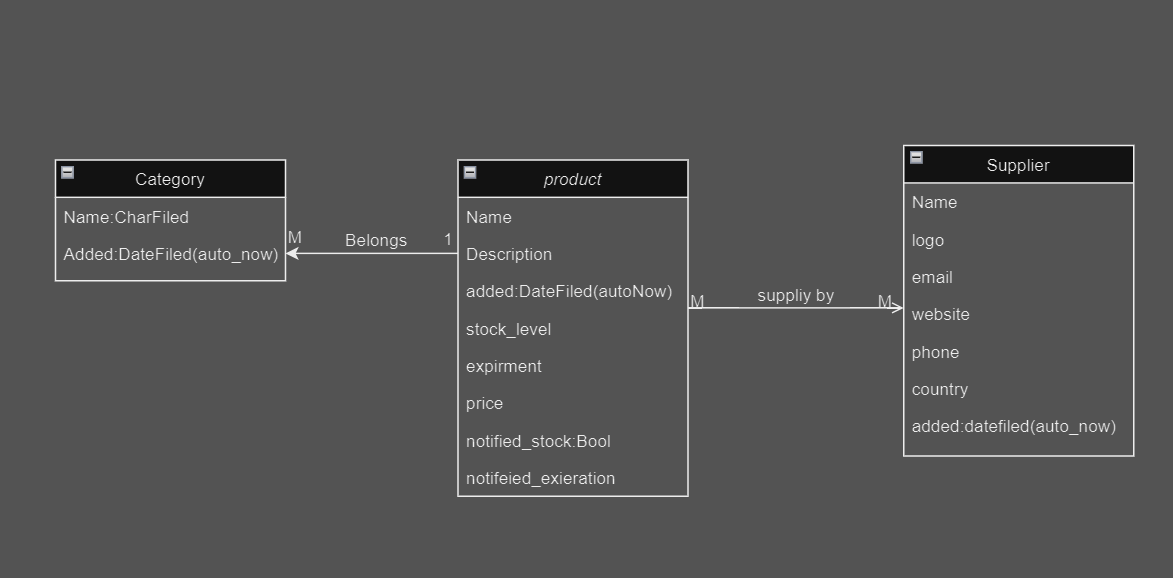 Category
Name:CharFiled
Added:DateFiled(auto_now)
M
Belongs
1
product
Name
Description
added:DateFiled(autoNow)
stock_level
expirment
price
notified_stock:Bool
notifeied_exieration
M
suppliy by
M
Supplier
Name
logo
email
website
phone
country
added:datefiled(auto_now)